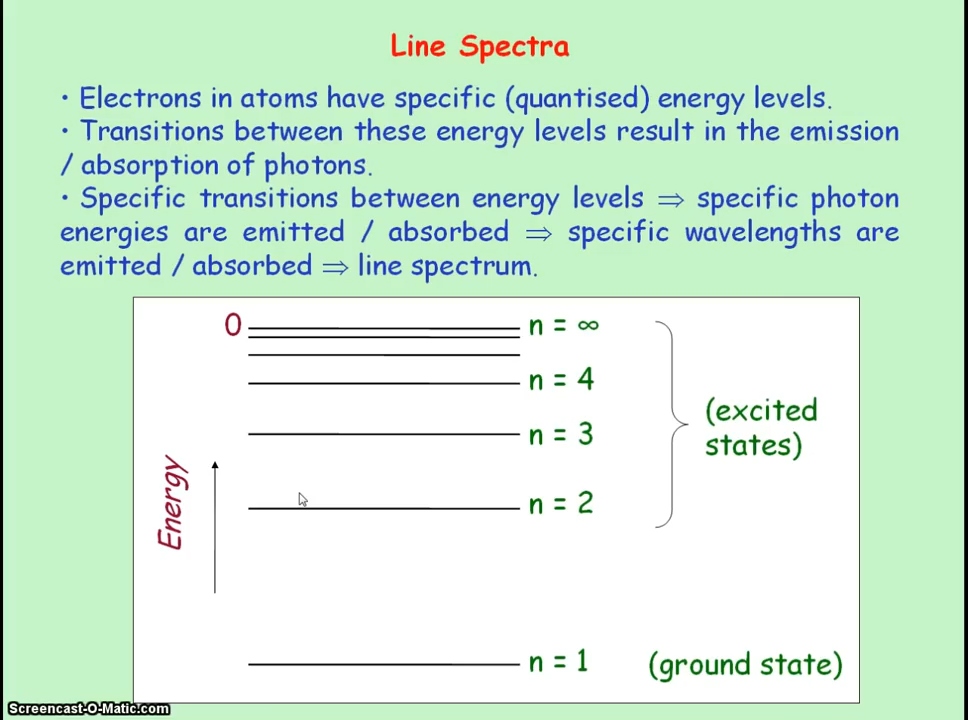 Line Spectra
• Electrons in atoms have specific (quantised) energy levels.
• Transitions between these energy levels result in the emission
/ absorption of photons.
• Specific transitions between energy levels ⇒ specific photon
energies are emitted / absorbed ⇒ specific wavelengths are
emitted / absorbed ⇒ line spectrum.
0
n = ∞
n = 4
n = 3
n = 2
n = 1
(excited
states)
(ground state)
Energy
Screencast-O-Matic.com